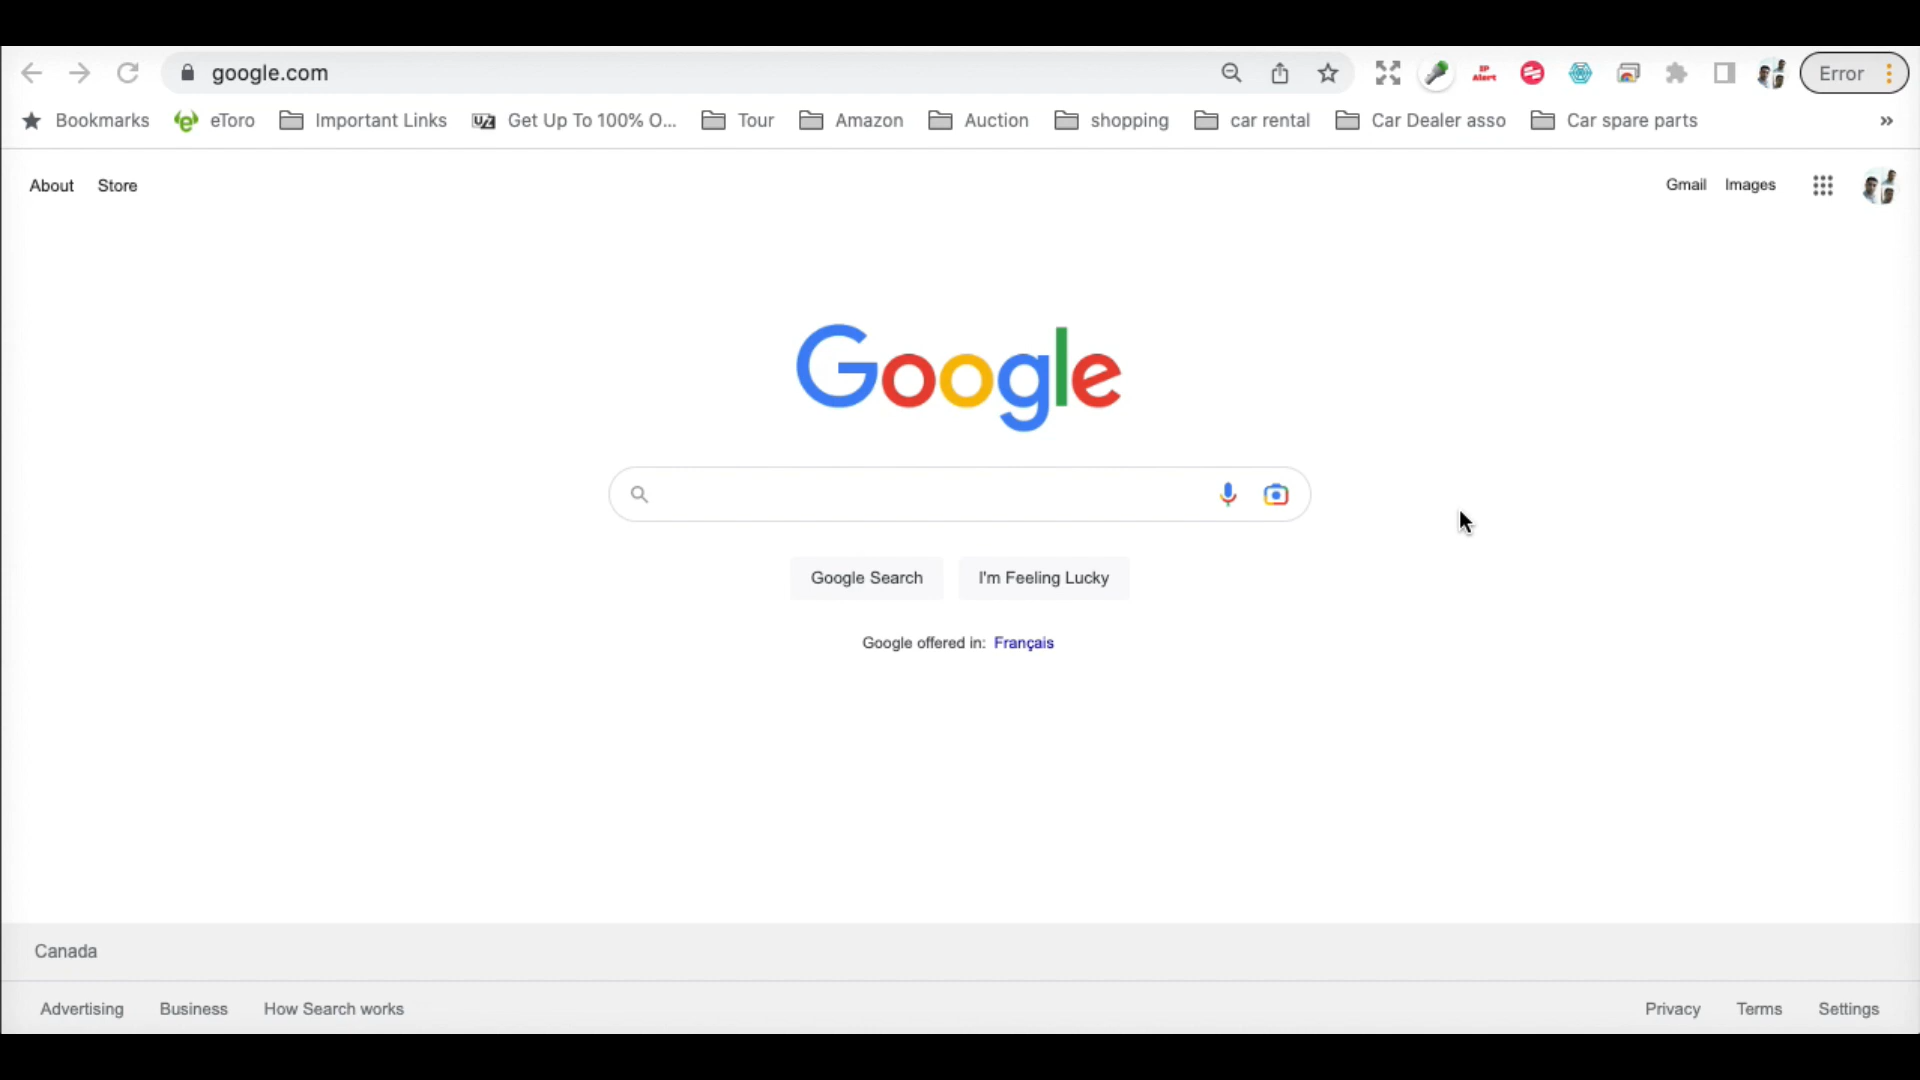 google.com
IP Alert
Error
Bookmarks eToro Important Links Get Up To 100% O... Tour Amazon Auction shopping car rental Car Dealer asso Car spare parts »
About Store Gmail Images
Google
Google Search I'm Feeling Lucky
Google offered in: Français
Canada
Advertising Business How Search works Privacy Terms Settings